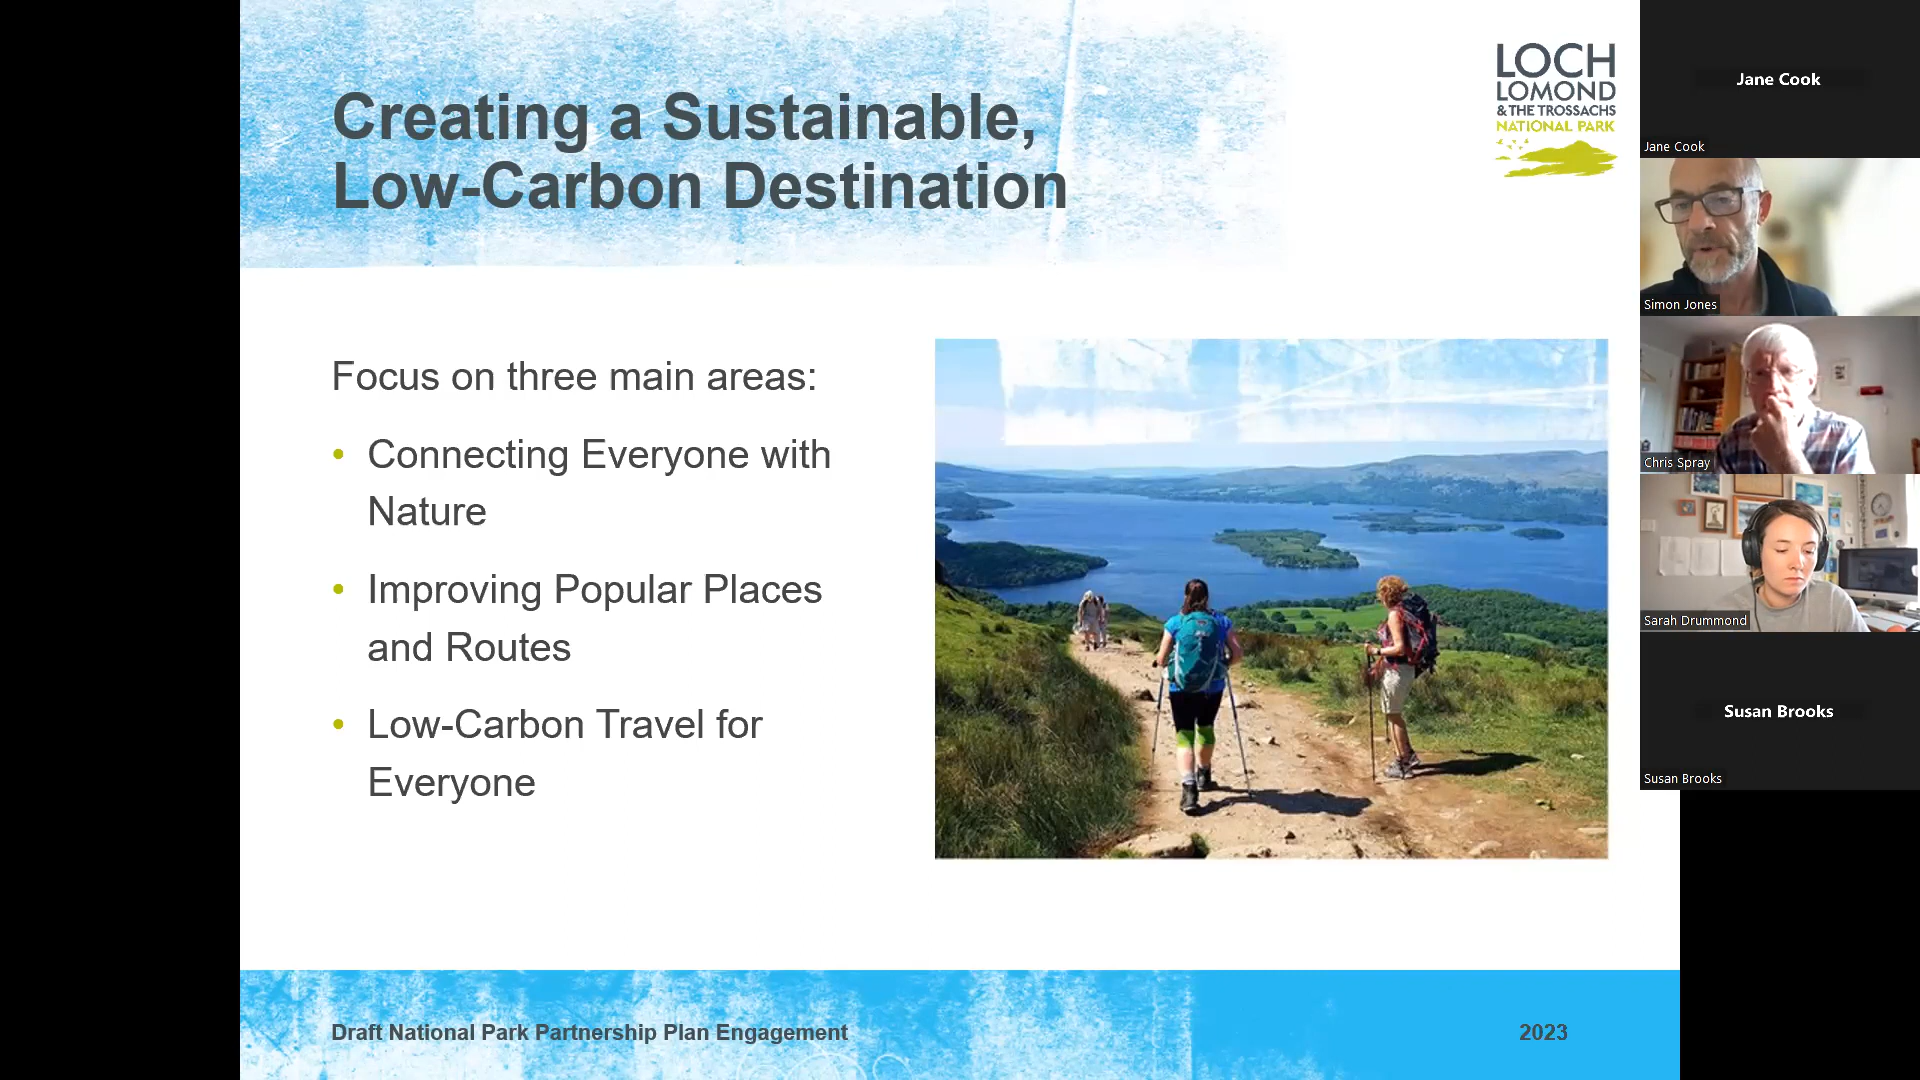 Creating a Sustainable,
Low-Carbon Destination
LOCH
LOMOND
& THE TROSSACHS
NATIONAL PARK
Focus on three main areas:
• Connecting Everyone with
Nature
• Improving Popular Places
and Routes
• Low-Carbon Travel for
Everyone
Draft National Park Partnership Plan Engagement
2023
Jane Cook
Jane Cook
Simon Jones
Chris Spray
Sarah Drummond
Susan Brooks
Susan Brooks